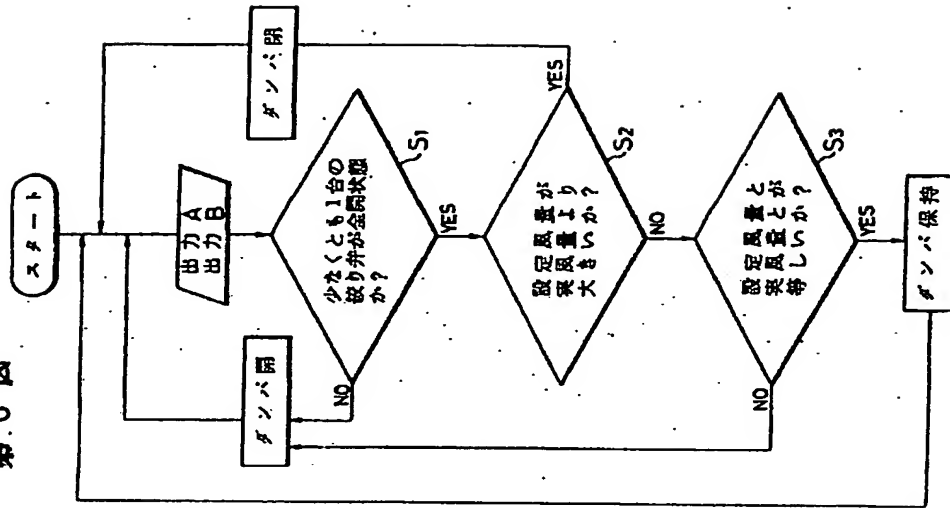 第6図
スタート
出力 A
出力 B
少なくとも1台の
絞り弁が全開状態
か?
S1
YES
NO
ダンパ開
ダンパ開
設定風量が
実風量より
大きいか?
S2
YES
NO
設定風量と
実風量とが
等しいか?
S3
NO
YES
ダンパ保持